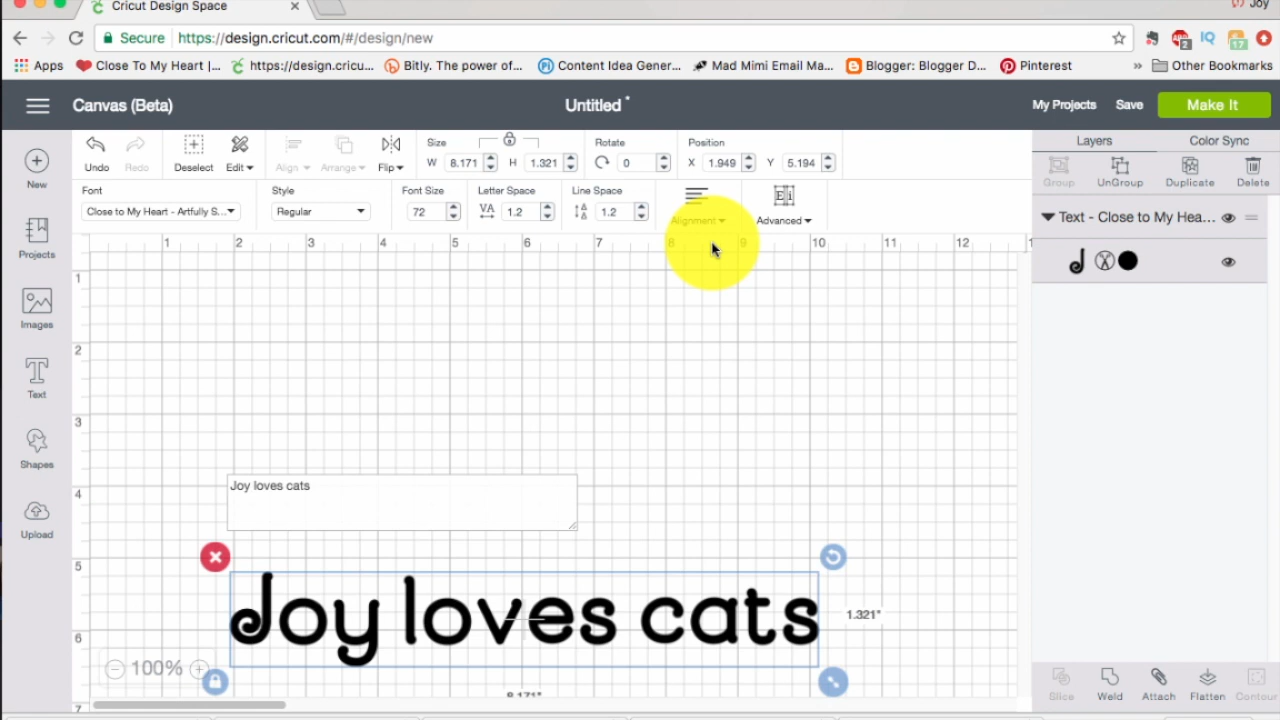 Cricut Design Space Joy
Secure https://design.cricut.com/#/design/new 2 IQ 17
Apps Close To My Heart |... https://design.cricu... Bitly. The power of... Content Idea Gener... Mad Mimi Email Ma... Blogger: Blogger D... Pinterest » Other Bookmarks
Canvas (Beta) Untitled * My Projects Save Make It
Size Rotate Position Layers Color Sync
W 8.171 H 1.321 0 X 1.949 Y 5.194
New Undo Redo Deselect Edit Align Arrange Flip Group UnGroup Duplicate Delete
Font Style Font Size Letter Space Line Space
Close to My Heart - Artfully S... Regular 72 VA 1.2 1.2 Alignment Advanced
Text - Close to My Hea...
1 2 3 4 5 6 7 8 9 10 11 12 1
Projects
J
1
Images
2
Text
3
Shapes
Joy loves cats
4
Upload
5
Joy loves cats
1.321"
6
100%
8.171"
Slice Weld Attach Flatten Contour
7